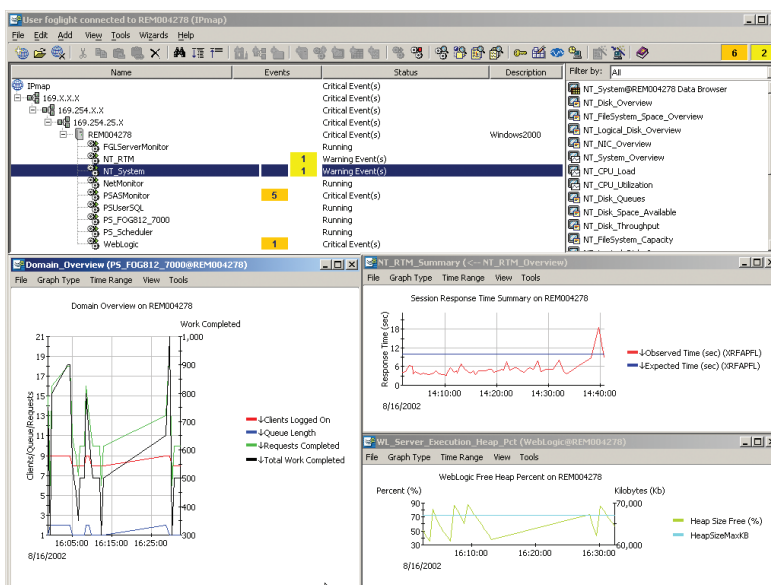 User foglight connected to REM004278 (IPmap)
File Edit Add View Tools Wizards Help
6 2
Name Events Status Description
Filter by: All
IPmap Critical Event(s)
169.X.X.X Critical Event(s)
169.254.X.X Critical Event(s)
169.254.25.X Critical Event(s)
REM004278 Critical Event(s) Windows2000
FGLServerMonitor Running
NT_RTM 1 Warning Event(s)
NT_System 1 Warning Event(s)
NetMonitor Running
PSASMonitor 5 Critical Event(s)
PSUserSQL Running
PS_FOG812_7000 Running
PS_Scheduler Running
WebLogic 1 Critical Event(s)
NT_System@REM004278 Data Browser
NT_Disk_Overview
NT_FileSystem_Space_Overview
NT_Logical_Disk_Overview
NT_NIC_Overview
NT_System_Overview
NT_CPU_Load
NT_CPU_Utilization
NT_Disk_Queues
NT_Disk_Space_Available
NT_Disk_Throughput
NT_FileSystem_Capacity
Domain_Overview (PS_FOG812_7000@REM004278)
File Graph Type Time Range View Tools
Domain Overview on REM004278
Work Completed
Clients/Queue/Requests
21 1,000
19
17 900
15 800
13
11 700
9 600
7 500
5
3 400
1 300
16:05:00 16:15:00 16:25:00
8/16/2002
↓Clients Logged On
↓Queue Length
↓Requests Completed
↓Total Work Completed
NT_RTM_Summary (<-- NT_RTM_Overview)
File Graph Type Time Range View Tools
Session Response Time Summary on REM004278
Response Time (sec)
18
12
6
0
14:10:00 14:20:00 14:30:00 14:40:00
8/16/2002
↓Observed Time (sec) (XRFAPFL)
↓Expected Time (sec) (XRFAPFL)
WL_Server_Execution_Heap_Pct (WebLogic@REM004278)
File Graph Type Time Range View Tools
WebLogic Free Heap Percent on REM004278
Percent (%) Kilobytes (Kb)
90 70,000
70
50
30 60,000
16:10:00 16:20:00 16:30:00
8/16/2002
Heap Size Free (%)
HeapSizeMaxKB